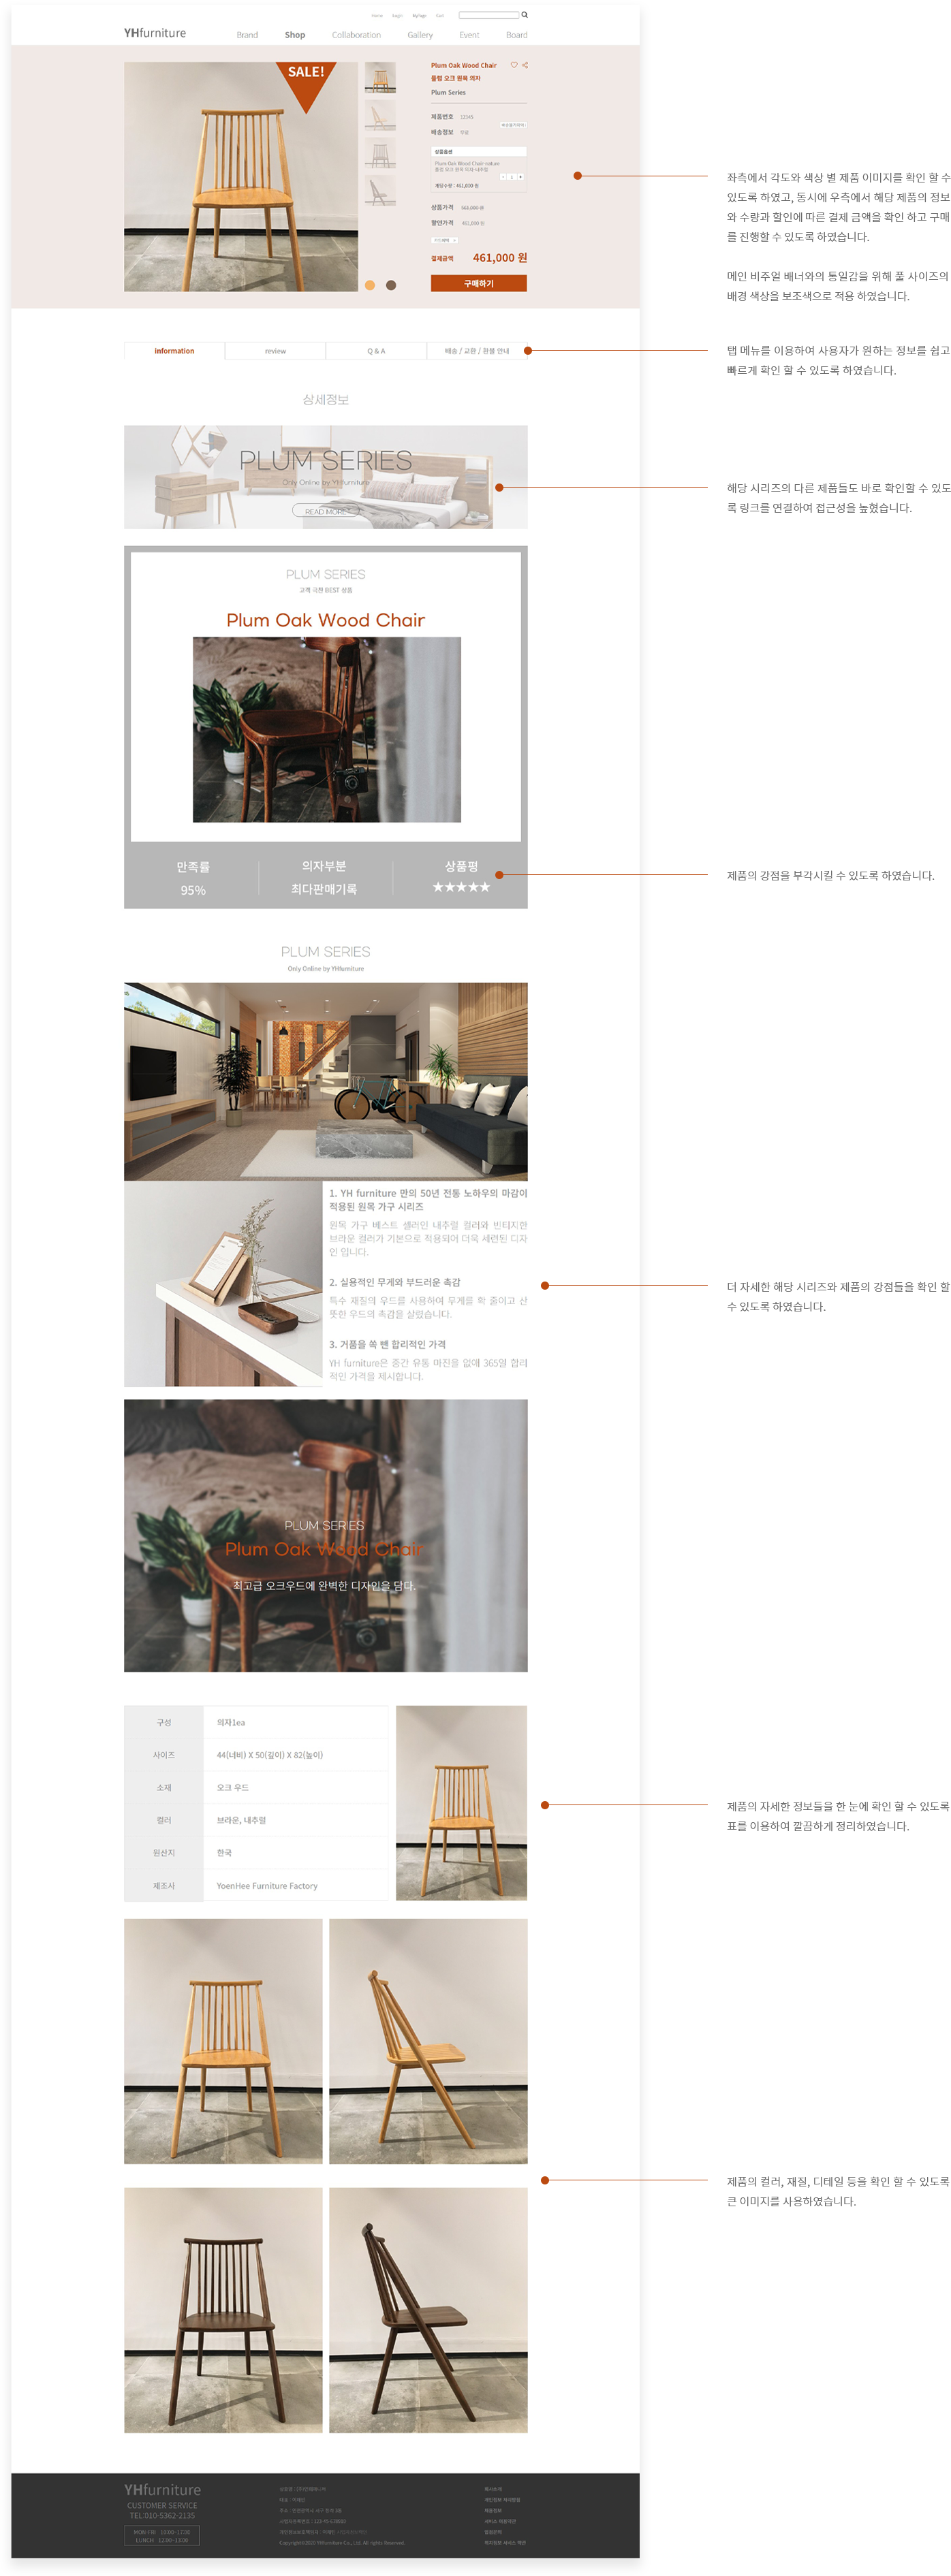 Home
MyPage
YHfurniture
Brand
Shop
Collaboration
Gallery
Event
Board
SALE!
Plum Oak Wood Chair
플럼 오크 원목 의자
Plum Series
제품번호
배송정보
상품옵션
Plum Oak Wood Chair-nature
상품가격
할인가격
결제금액
461,000 원
구매하기
information
review
Q & A
배송 / 교환 / 환불 안내
상세정보
PLUM SERIES
Only Online by YHfurniture
READ MORE
PLUM SERIES
고객 추천 BEST 상품
Plum Oak Wood Chair
만족률
95%
의자부분
최다판매기록
상품평
★★★★★
PLUM SERIES
Only Online by YHfurniture
1. YH furniture 만의 50년 전통 노하우의 마감이
적용된 원목 가구 시리즈
원목 가구 베스트 셀러인 내추럴 컬러와 빈티지한
브라운 컬러가 기본으로 적용되어 더욱 세련된 디자
인 입니다.
2. 실용적인 무게와 부드러운 촉감
특수 재질의 우드를 사용하여 무게를 확 줄이고 산
뜻한 우드의 촉감을 살렸습니다.
3. 거품을 쏙 뺀 합리적인 가격
YH furniture은 중간 유통 마진을 없애 365일 합리
적인 가격을 제시합니다.
PLUM SERIES
Plum Oak Wood Chair
최고급 오크우드에 완벽한 디자인을 담다.
구성
의자1ea
사이즈
44(너비) X 50(깊이) X 82(높이)
소재
오크 우드
컬러
브라운, 내추럴
원산지
한국
제조사
YoenHee Furniture Factory
YHfurniture
CUSTOMER SERVICE
TEL:010-5362-2135
좌측에서 각도와 색상 별 제품 이미지를 확인 할 수
있도록 하였고, 동시에 우측에서 해당 제품의 정보
와 수량과 할인에 따른 결제 금액을 확인 하고 구매
를 진행할 수 있도록 하였습니다.
메인 비주얼 배너와의 통일감을 위해 풀 사이즈의
배경 색상을 보조색으로 적용 하였습니다.
탭 메뉴를 이용하여 사용자가 원하는 정보를 쉽고
빠르게 확인 할 수 있도록 하였습니다.
해당 시리즈의 다른 제품들도 바로 확인할 수 있도
록 링크를 연결하여 접근성을 높혔습니다.
제품의 강점을 부각시킬 수 있도록 하였습니다.
더 자세한 해당 시리즈와 제품의 강점들을 확인 할
수 있도록 하였습니다.
제품의 자세한 정보들을 한 눈에 확인 할 수 있도록
표를 이용하여 깔끔하게 정리하였습니다.
제품의 컬러, 재질, 디테일 등을 확인 할 수 있도록
큰 이미지를 사용하였습니다.